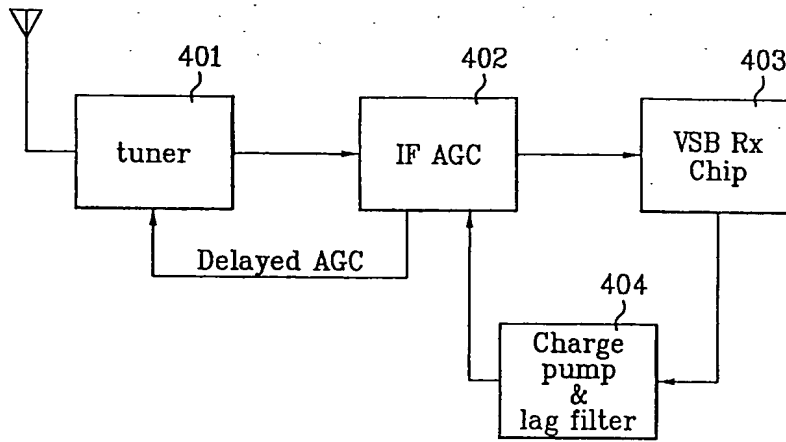 401
402
403
tuner
IF AGC
VSB Rx
Chip
Delayed AGC
404
Charge
pump
&
lag filter